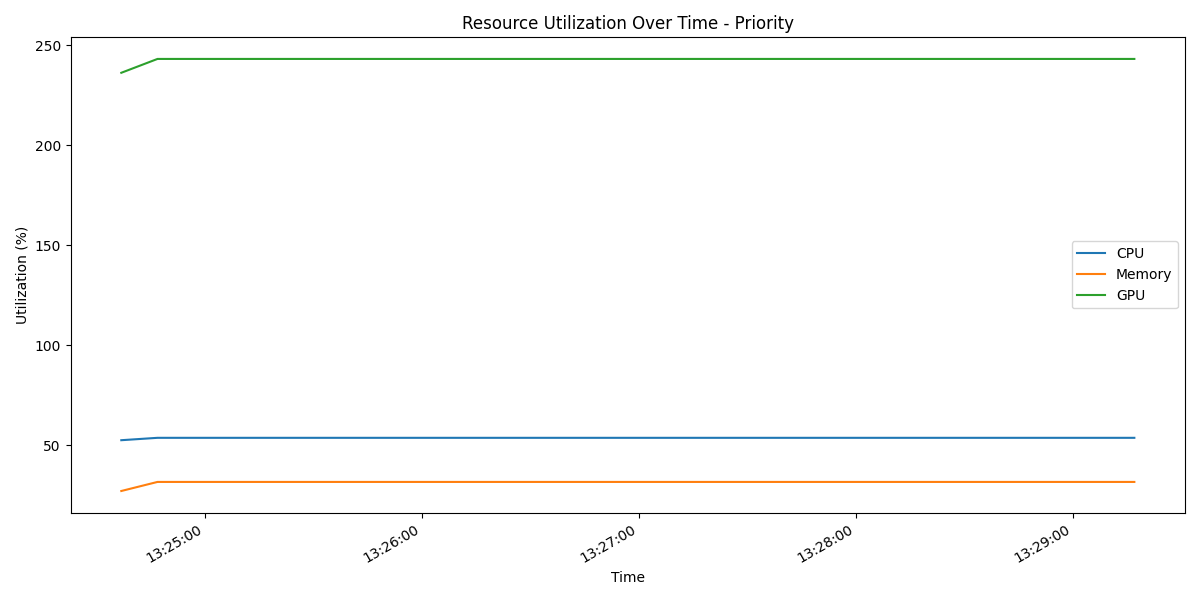 Resource Utilization Over Time - Priority
250
200
150
100
50
Utilization (%)
CPU
Memory
GPU
13:25:00
13:26:00
13:27:00
13:28:00
13:29:00
Time